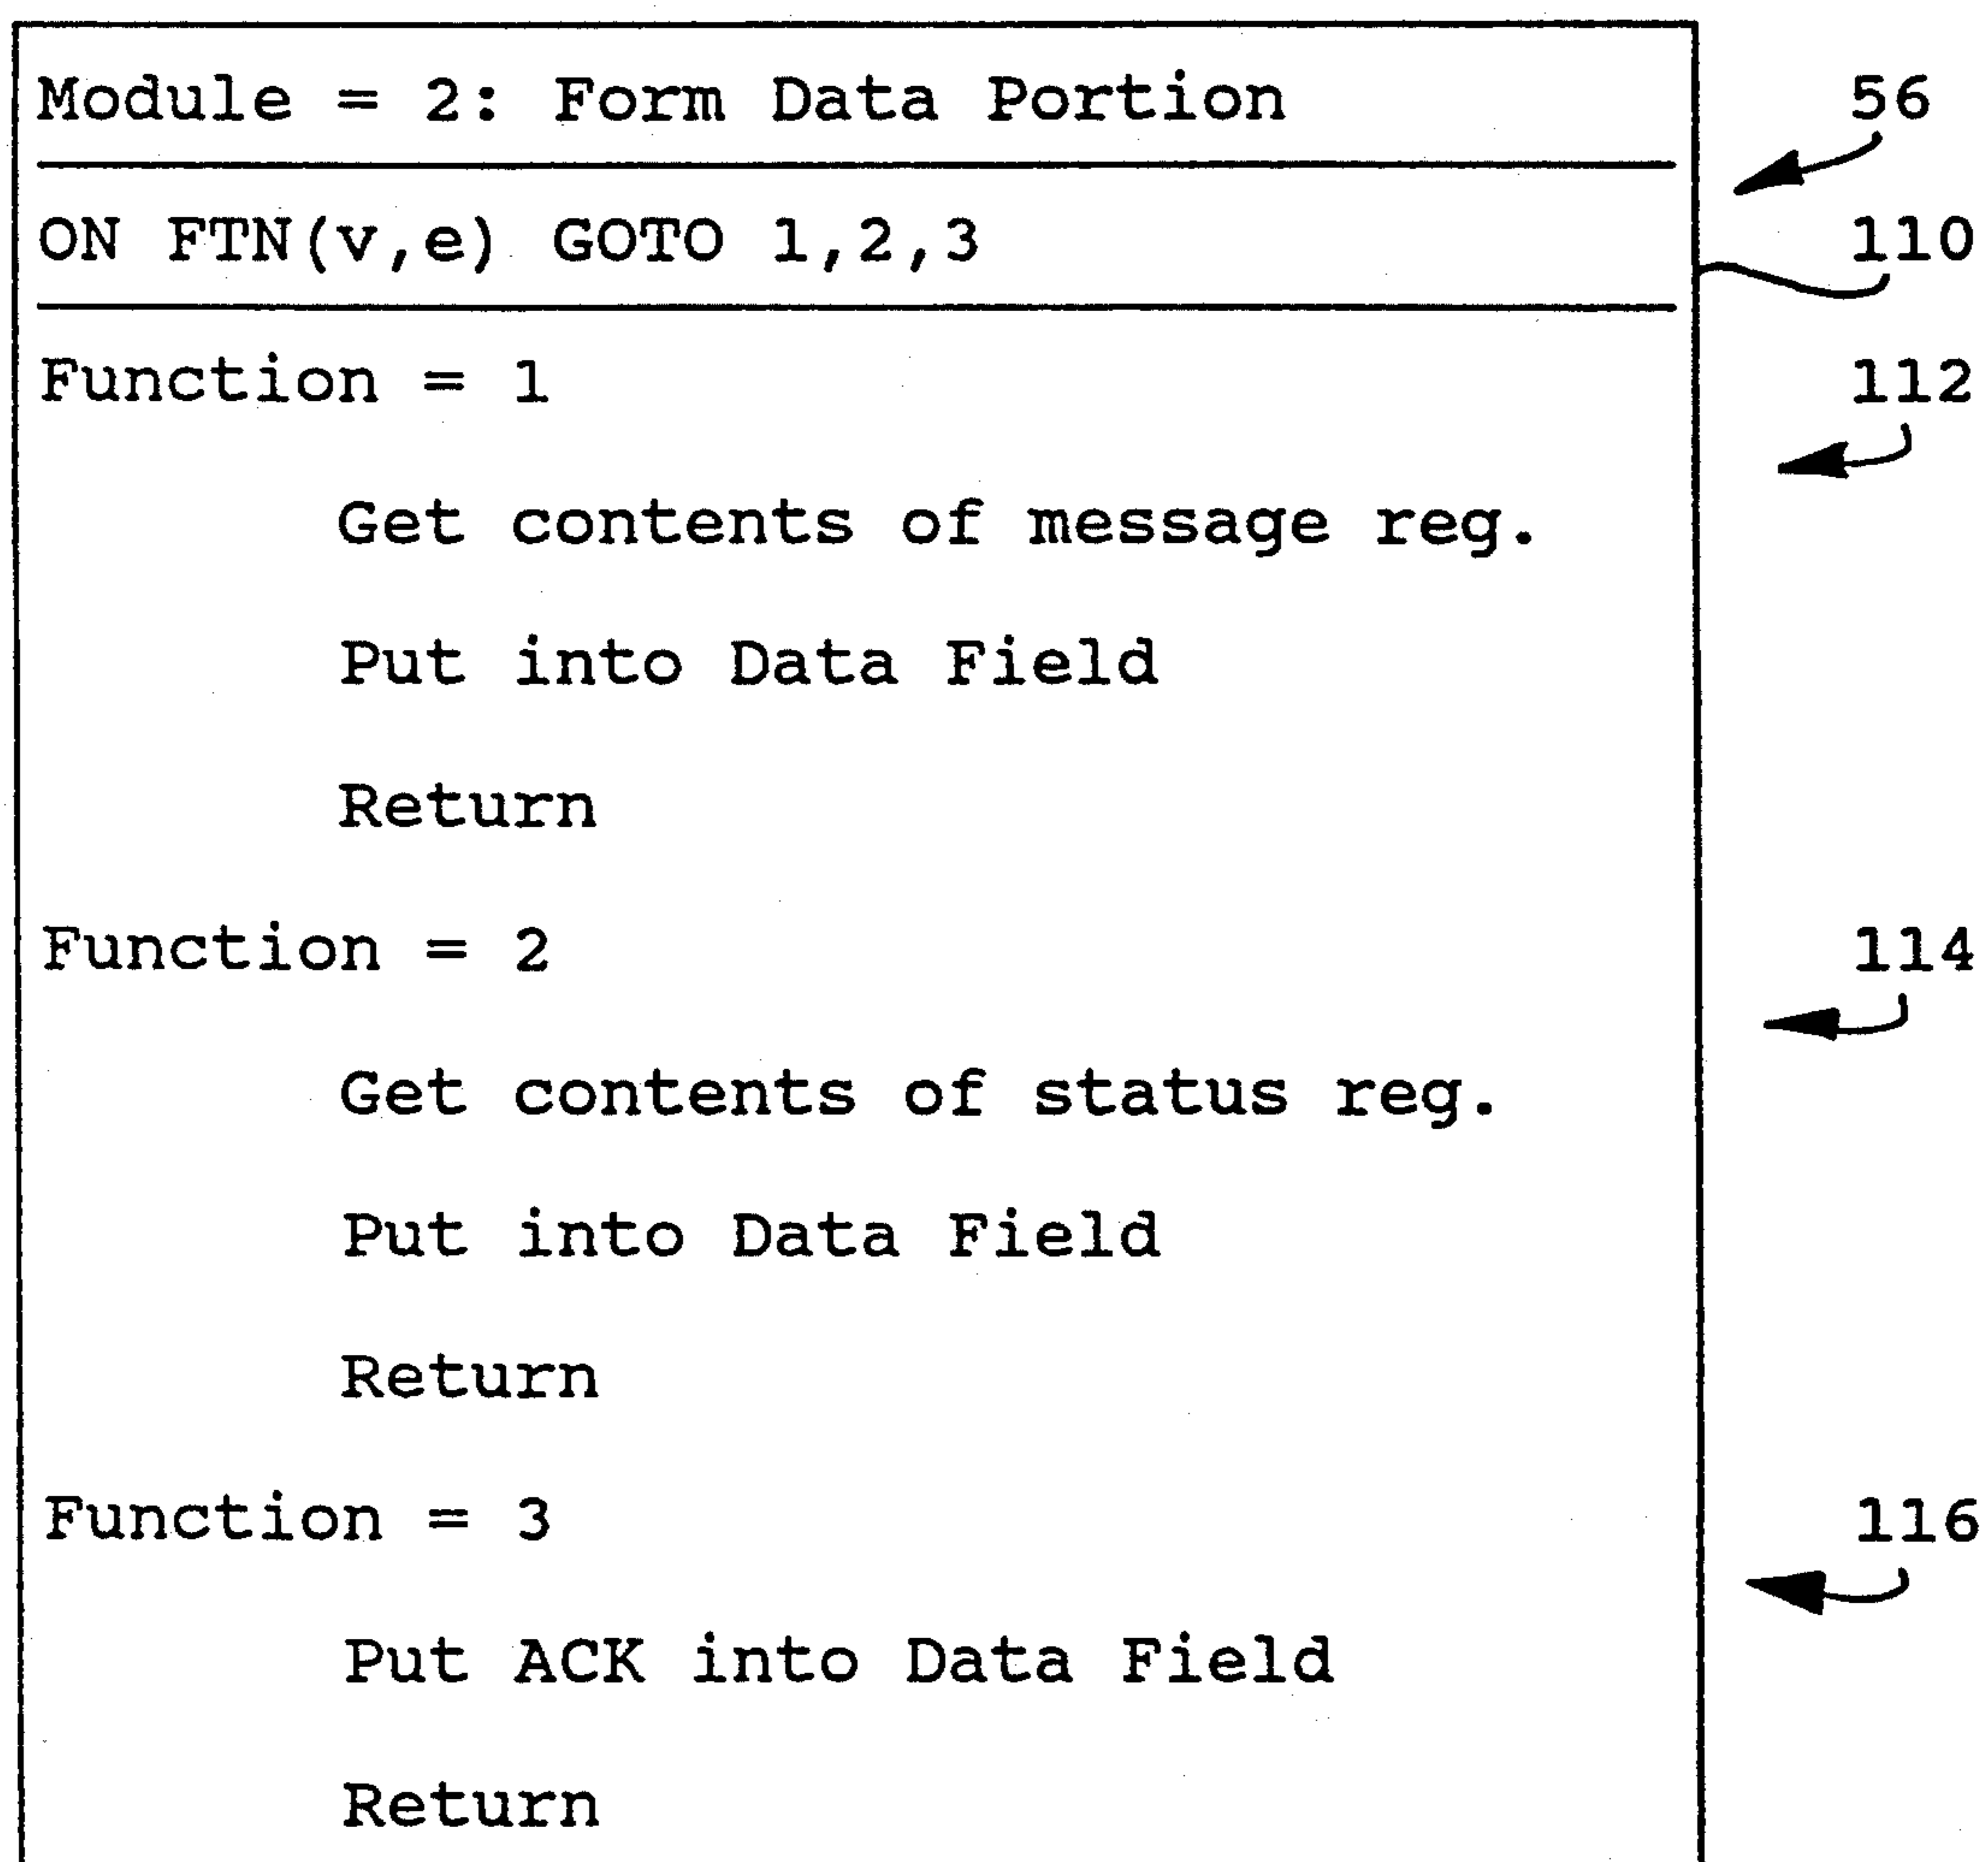 Module = 2: Form Data Portion 56
ON FTN(v,e) GOTO 1,2,3 110
Function = 1 112
Get contents of message reg.
Put into Data Field
Return
Function = 2 114
Get contents of status reg.
Put into Data Field
Return
Function = 3 116
Put ACK into Data Field
Return